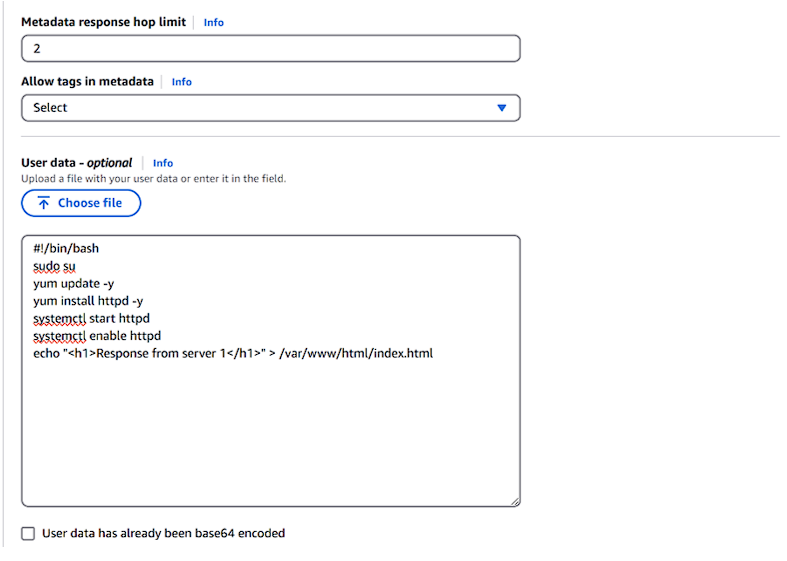 Metadata response hop limit Info
2
Allow tags in metadata Info
Select
User data - optional Info
Upload a file with your user data or enter it in the field.
Choose file
#!/bin/bash
sudo su
yum update -y
yum install httpd -y
systemctl start httpd
systemctl enable httpd
echo "<h1>Response from server 1</h1>" > /var/www/html/index.html
User data has already been base64 encoded